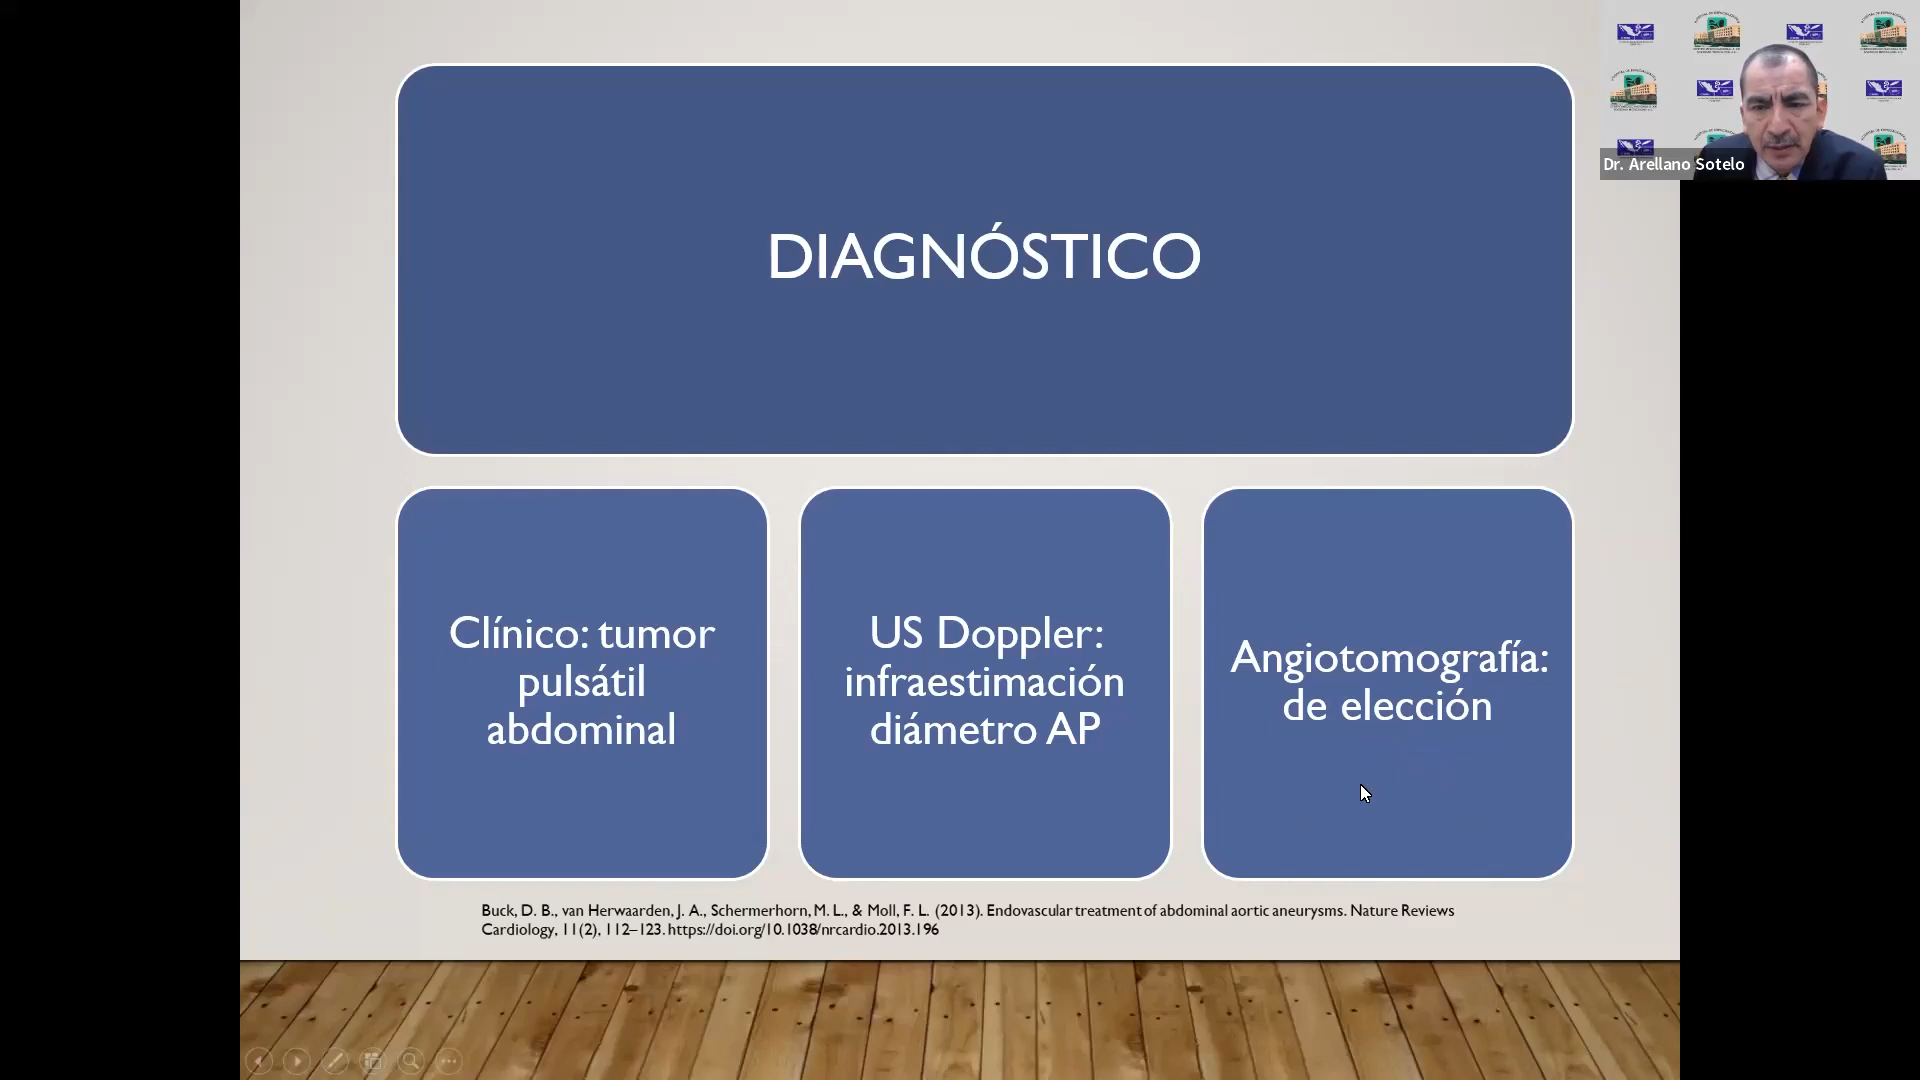 DIAGNÓSTICO
Clínico: tumor
pulsátil
abdominal
US Doppler:
infraestimación
diámetro AP
Angiotomografía:
de elección
Buck, D. B., van Herwaarden, J. A., Schermerhorn, M. L., & Moll, F. L. (2013). Endovascular treatment of abdominal aortic aneurysms. Nature Reviews
Cardiology, 11(2), 112–123. https://doi.org/10.1038/nrcardio.2013.196
Dr. Arellano Sotelo